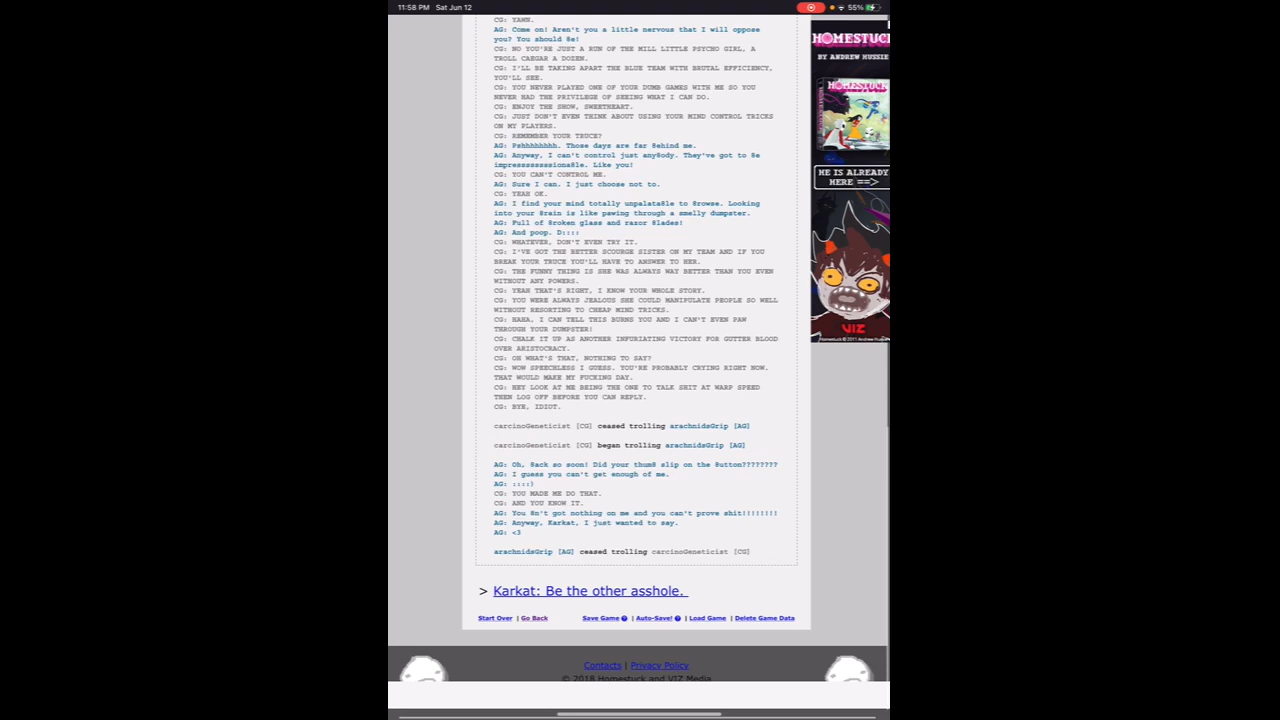 11:58 PM Sat Jun 12
55%
CG: YAWN.
AG: Come on! Aren't you a little nervous that I will oppose
you? You should 8e!
CG: NO YOU'RE JUST A RUN OF THE MILL LITTLE PSYCHO GIRL, A
TROLL CAEGAR A DOZEN.
CG: I'LL BE TAKING APART THE BLUE TEAM WITH BRUTAL EFFICIENCY,
YOU'LL SEE.
CG: YOU NEVER PLAYED ONE OF YOUR DUMB GAMES WITH ME SO YOU
NEVER HAD THE PRIVILEGE OF SEEING WHAT I CAN DO.
CG: ENJOY THE SHOW, SWEETHEART.
CG: JUST DON'T EVEN THINK ABOUT USING YOUR MIND CONTROL TRICKS
ON MY PLAYERS.
CG: REMEMBER YOUR TRUCE?
AG: Pshhhhhhhh. Those days are far 8ehind me.
AG: Anyway, I can't control just any8ody. They've got to 8e
impresssssssssiona8le. Like you!
CG: YOU CAN'T CONTROL ME.
AG: Sure I can. I just choose not to.
CG: YEAH OK.
AG: I find your mind totally unpalata8le to 8rowse. Looking
into your 8rain is like pawing through a smelly dumpster.
AG: Full of 8roken glass and razor 8lades!
AG: And poop. D::::
CG: WHATEVER, DON'T EVEN TRY IT.
CG: I'VE GOT THE BETTER SCOURGE SISTER ON MY TEAM AND IF YOU
BREAK YOUR TRUCE YOU'LL HAVE TO ANSWER TO HER.
CG: THE FUNNY THING IS SHE WAS ALWAYS WAY BETTER THAN YOU EVEN
WITHOUT ANY POWERS.
CG: YEAH THAT'S RIGHT, I KNOW YOUR WHOLE STORY.
CG: YOU WERE ALWAYS JEALOUS SHE COULD MANIPULATE PEOPLE SO WELL
WITHOUT RESORTING TO CHEAP MIND TRICKS.
CG: HAHA, I CAN TELL THIS BURNS YOU AND I CAN'T EVEN PAW
THROUGH YOUR DUMPSTER!
CG: CHALK IT UP AS ANOTHER INFURIATING VICTORY FOR GUTTER BLOOD
OVER ARISTOCRACY.
CG: OH WHAT'S THAT, NOTHING TO SAY?
CG: WOW SPEECHLESS I GUESS. YOU'RE PROBABLY CRYING RIGHT NOW.
THAT WOULD MAKE MY FUCKING DAY.
CG: HEY LOOK AT ME BEING THE ONE TO TALK SHIT AT WARP SPEED
THEN LOG OFF BEFORE YOU CAN REPLY.
CG: BYE, IDIOT.
carcinoGeneticist [CG] ceased trolling arachnidsGrip [AG]
carcinoGeneticist [CG] began trolling arachnidsGrip [AG]
AG: Oh, 8ack so soon! Did your thum8 slip on the 8utton????????
AG: I guess you can't get enough of me.
AG: ::::)
CG: YOU MADE ME DO THAT.
CG: AND YOU KNOW IT.
AG: You 8n't got nothing on me and you can't prove shit!!!!!!!!
AG: Anyway, Karkat, I just wanted to say.
AG: <3
arachnidsGrip [AG] ceased trolling carcinoGeneticist [CG]
> Karkat: Be the other asshole.
Start Over | Go Back Save Game ? | Auto-Save! ? | Load Game | Delete Game Data
Contacts | Privacy Policy
© 2018 Homestuck and VIZ Media
HOMESTUCK
BY ANDREW HUSSIE
HOMESTUCK
HE IS ALREADY
HERE ==>
VIZ